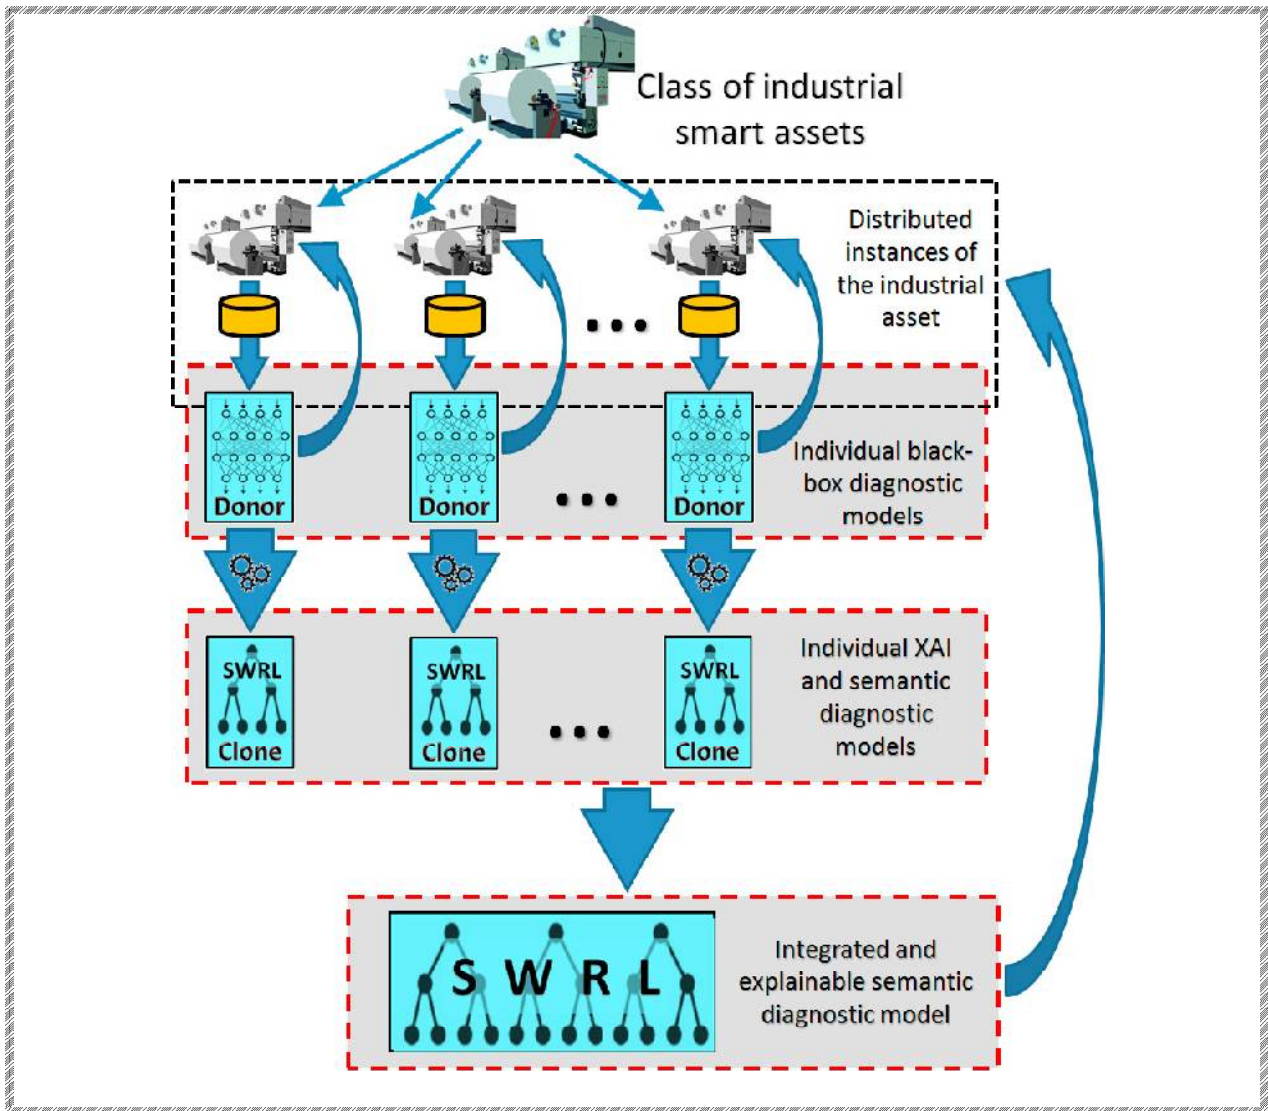 Class of industrial
smart assets
Distributed
instances of
the industrial
asset
Individual black-
box diagnostic
models
Donor
Donor
Donor
SWRL
Clone
SWRL
Clone
SWRL
Clone
Individual XAI
and semantic
diagnostic
models
S W R L
Integrated and
explainable semantic
diagnostic model